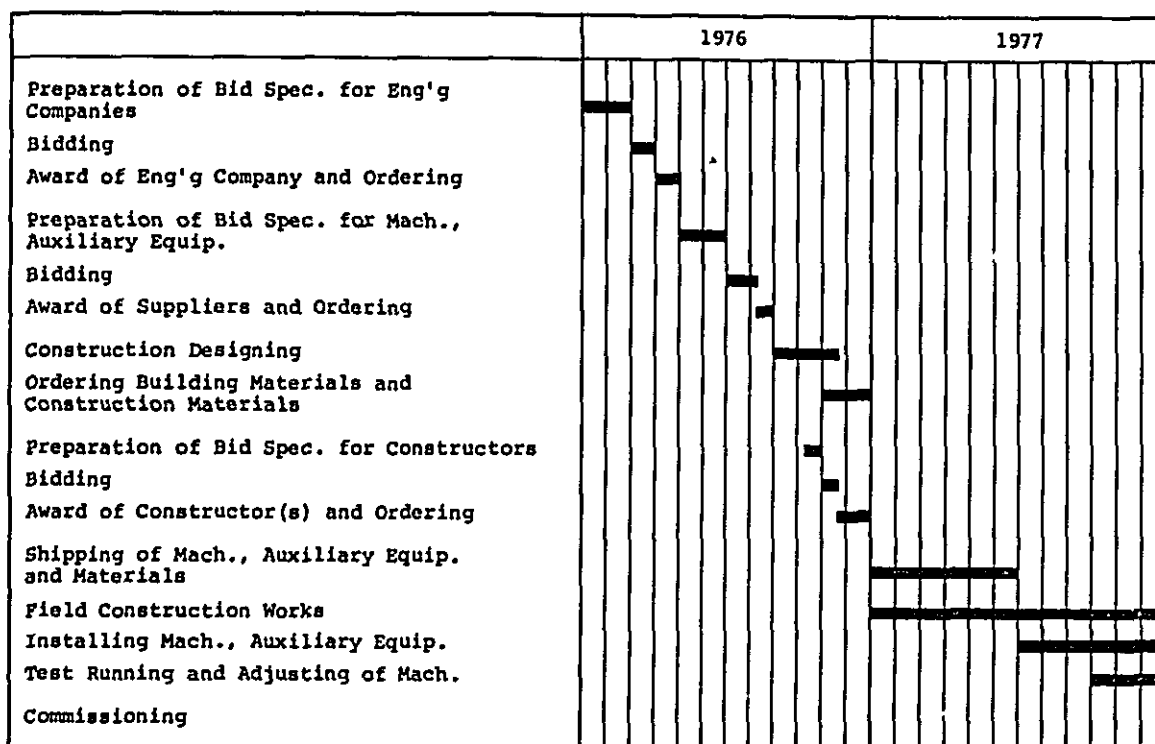 1976 1977
Preparation of Bid Spec. for Eng'g
Companies
Bidding
Award of Eng'g Company and Ordering
Preparation of Bid Spec. for Mach.,
Auxiliary Equip.
Bidding
Award of Suppliers and Ordering
Construction Designing
Ordering Building Materials and
Construction Materials
Preparation of Bid Spec. for Constructors
Bidding
Award of Constructor(s) and Ordering
Shipping of Mach., Auxiliary Equip.
and Materials
Field Construction Works
Installing Mach., Auxiliary Equip.
Test Running and Adjusting of Mach.
Commissioning